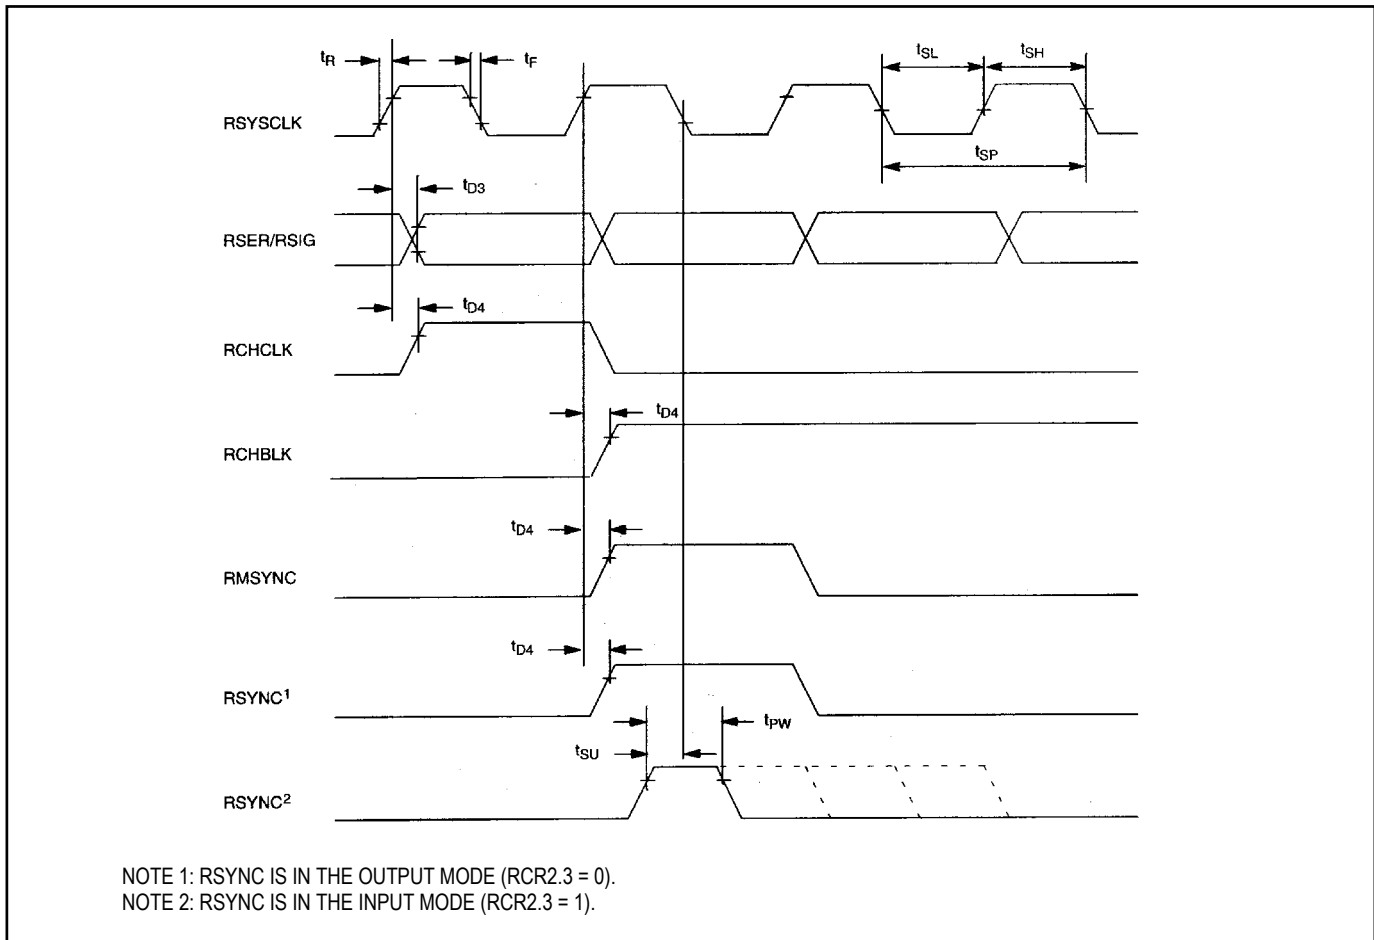 tR tF tSL tSH
RSYSCLK
tSP
tD3
RSER/RSIG
tD4
RCHCLK
tD4
RCHBLK
tD4
RMSYNC
tD4
RSYNC1
tPW
tSU
RSYNC2
NOTE 1: RSYNC IS IN THE OUTPUT MODE (RCR2.3 = 0).
NOTE 2: RSYNC IS IN THE INPUT MODE (RCR2.3 = 1).